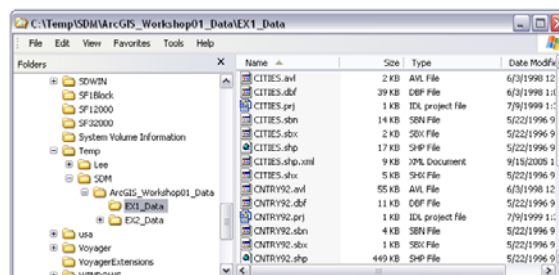 C:\Temp\SDM\ArcGIS_Workshop01_Data\EX1_Data
File Edit View Favorites Tools Help
Folders
Name Size Type Date Modifie
SDWIN
SF1Block
SF12000
SF32000
System Volume Information
Temp
Lee
SDM
ArcGIS_Workshop01_Data
EX1_Data
EX2_Data
usa
Voyager
VoyagerExtensions
WINDOWS
CITIES.avl 2 KB AVL File 6/3/1998 12
CITIES.dbf 39 KB DBF File 6/3/1998 1:
CITIES.prj 1 KB IDL project file 7/9/1999 1:
CITIES.sbn 14 KB SBN File 5/22/1996 9
CITIES.sbx 2 KB SBX File 5/22/1996 9
CITIES.shp 17 KB SHP File 5/22/1996 9
CITIES.shp.xml 9 KB XML Document 9/15/2005 1
CITIES.shx 5 KB SHX File 5/22/1996 9
CNTRY92.avl 55 KB AVL File 6/3/1998 12
CNTRY92.dbf 11 KB DBF File 5/22/1996 9
CNTRY92.prj 1 KB IDL project file 7/9/1999 1:
CNTRY92.sbn 4 KB SBN File 5/22/1996 9
CNTRY92.sbx 1 KB SBX File 5/22/1996 9
CNTRY92.shp 449 KB SHP File 5/22/1996 9